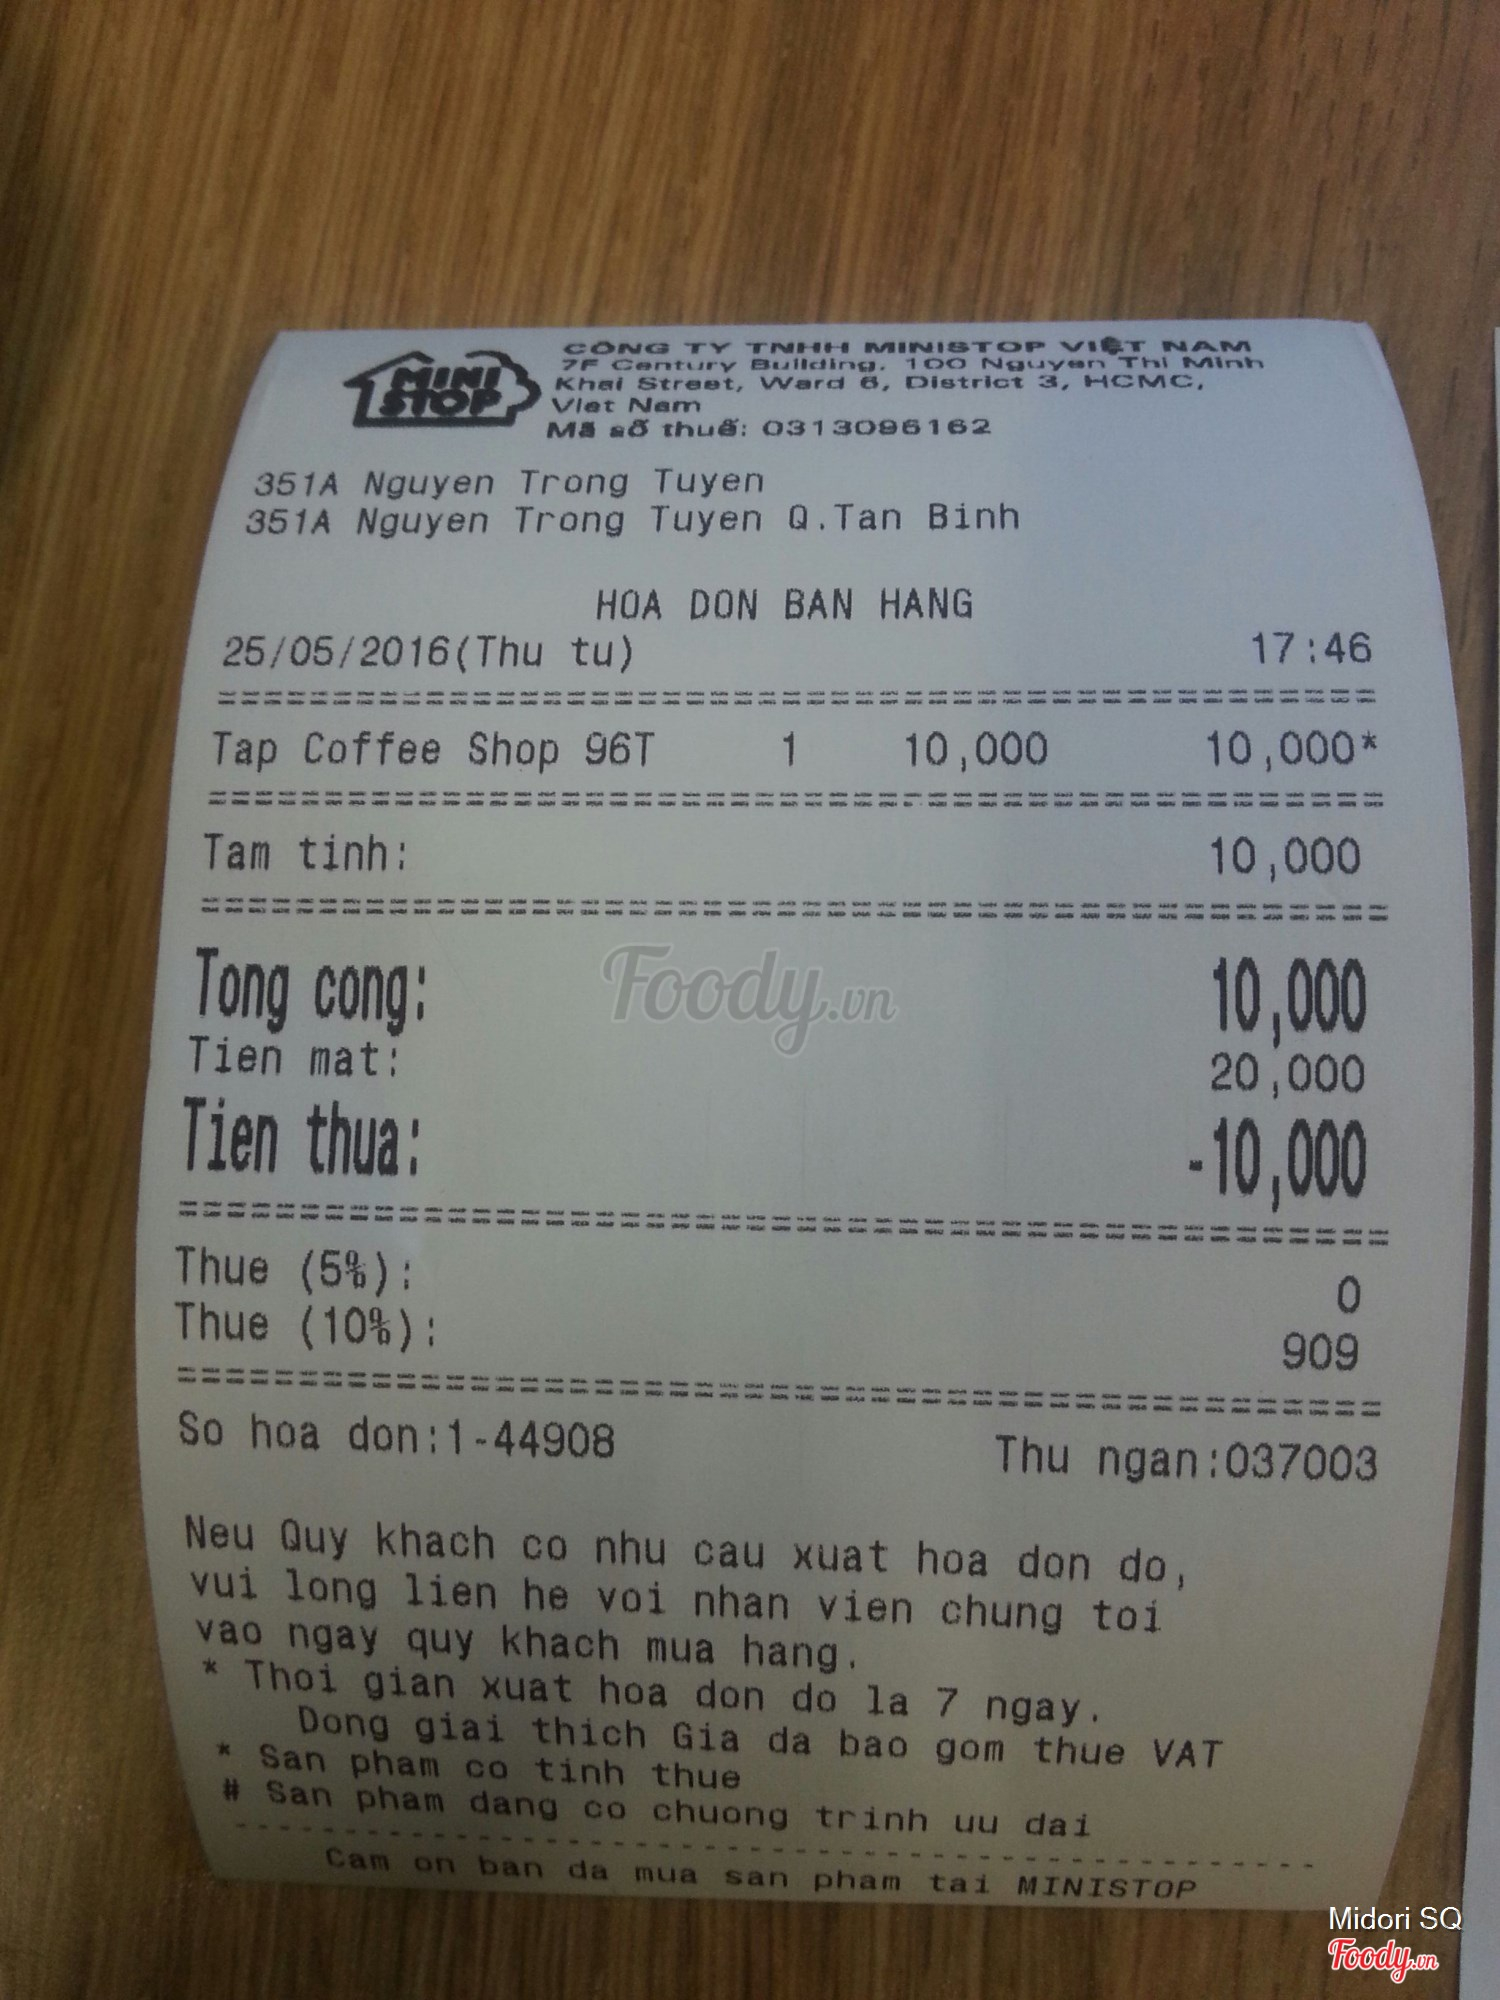 MINI
STOP
CÔNG TY TNHH MINISTOP VIỆT NAM
7F Century Building, 100 Nguyen Thi Minh
Khai Street, Ward 6, District 3, HCMC,
Viet Nam
Mã số thuế: 0313096162
351A Nguyen Trong Tuyen
351A Nguyen Trong Tuyen Q.Tan Binh
HOA DON BAN HANG
25/05/2016(Thu tu) 17:46
Tap Coffee Shop 96T 1 10,000 10,000*
Tam tinh: 10,000
Tong cong: 10,000
Foody.vn
Tien mat: 20,000
Tien thua: -10,000
Thue (5%): 0
Thue (10%): 909
So hoa don:1-44908 Thu ngan:037003
Neu Quy khach co nhu cau xuat hoa don do,
vui long lien he voi nhan vien chung toi
vao ngay quy khach mua hang.
* Thoi gian xuat hoa don do la 7 ngay.
Dong giai thich Gia da bao gom thue VAT
* San pham co tinh thue
# San pham dang co chuong trinh uu dai
Cam on ban da mua san pham tai MINISTOP
Midori SQ
Foody.vn